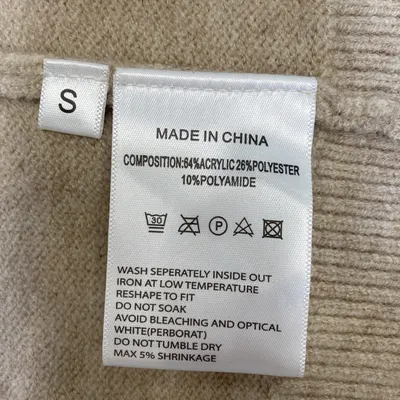 S
MADE IN CHINA
COMPOSITION:64%ACRYLIC 26%POLYESTER
10%POLYAMIDE
30 P
WASH SEPERATELY INSIDE OUT
IRON AT LOW TEMPERATURE
RESHAPE TO FIT
DO NOT SOAK
AVOID BLEACHING AND OPTICAL
WHITE(PERBORAT)
DO NOT TUMBLE DRY
MAX 5% SHRINKAGE